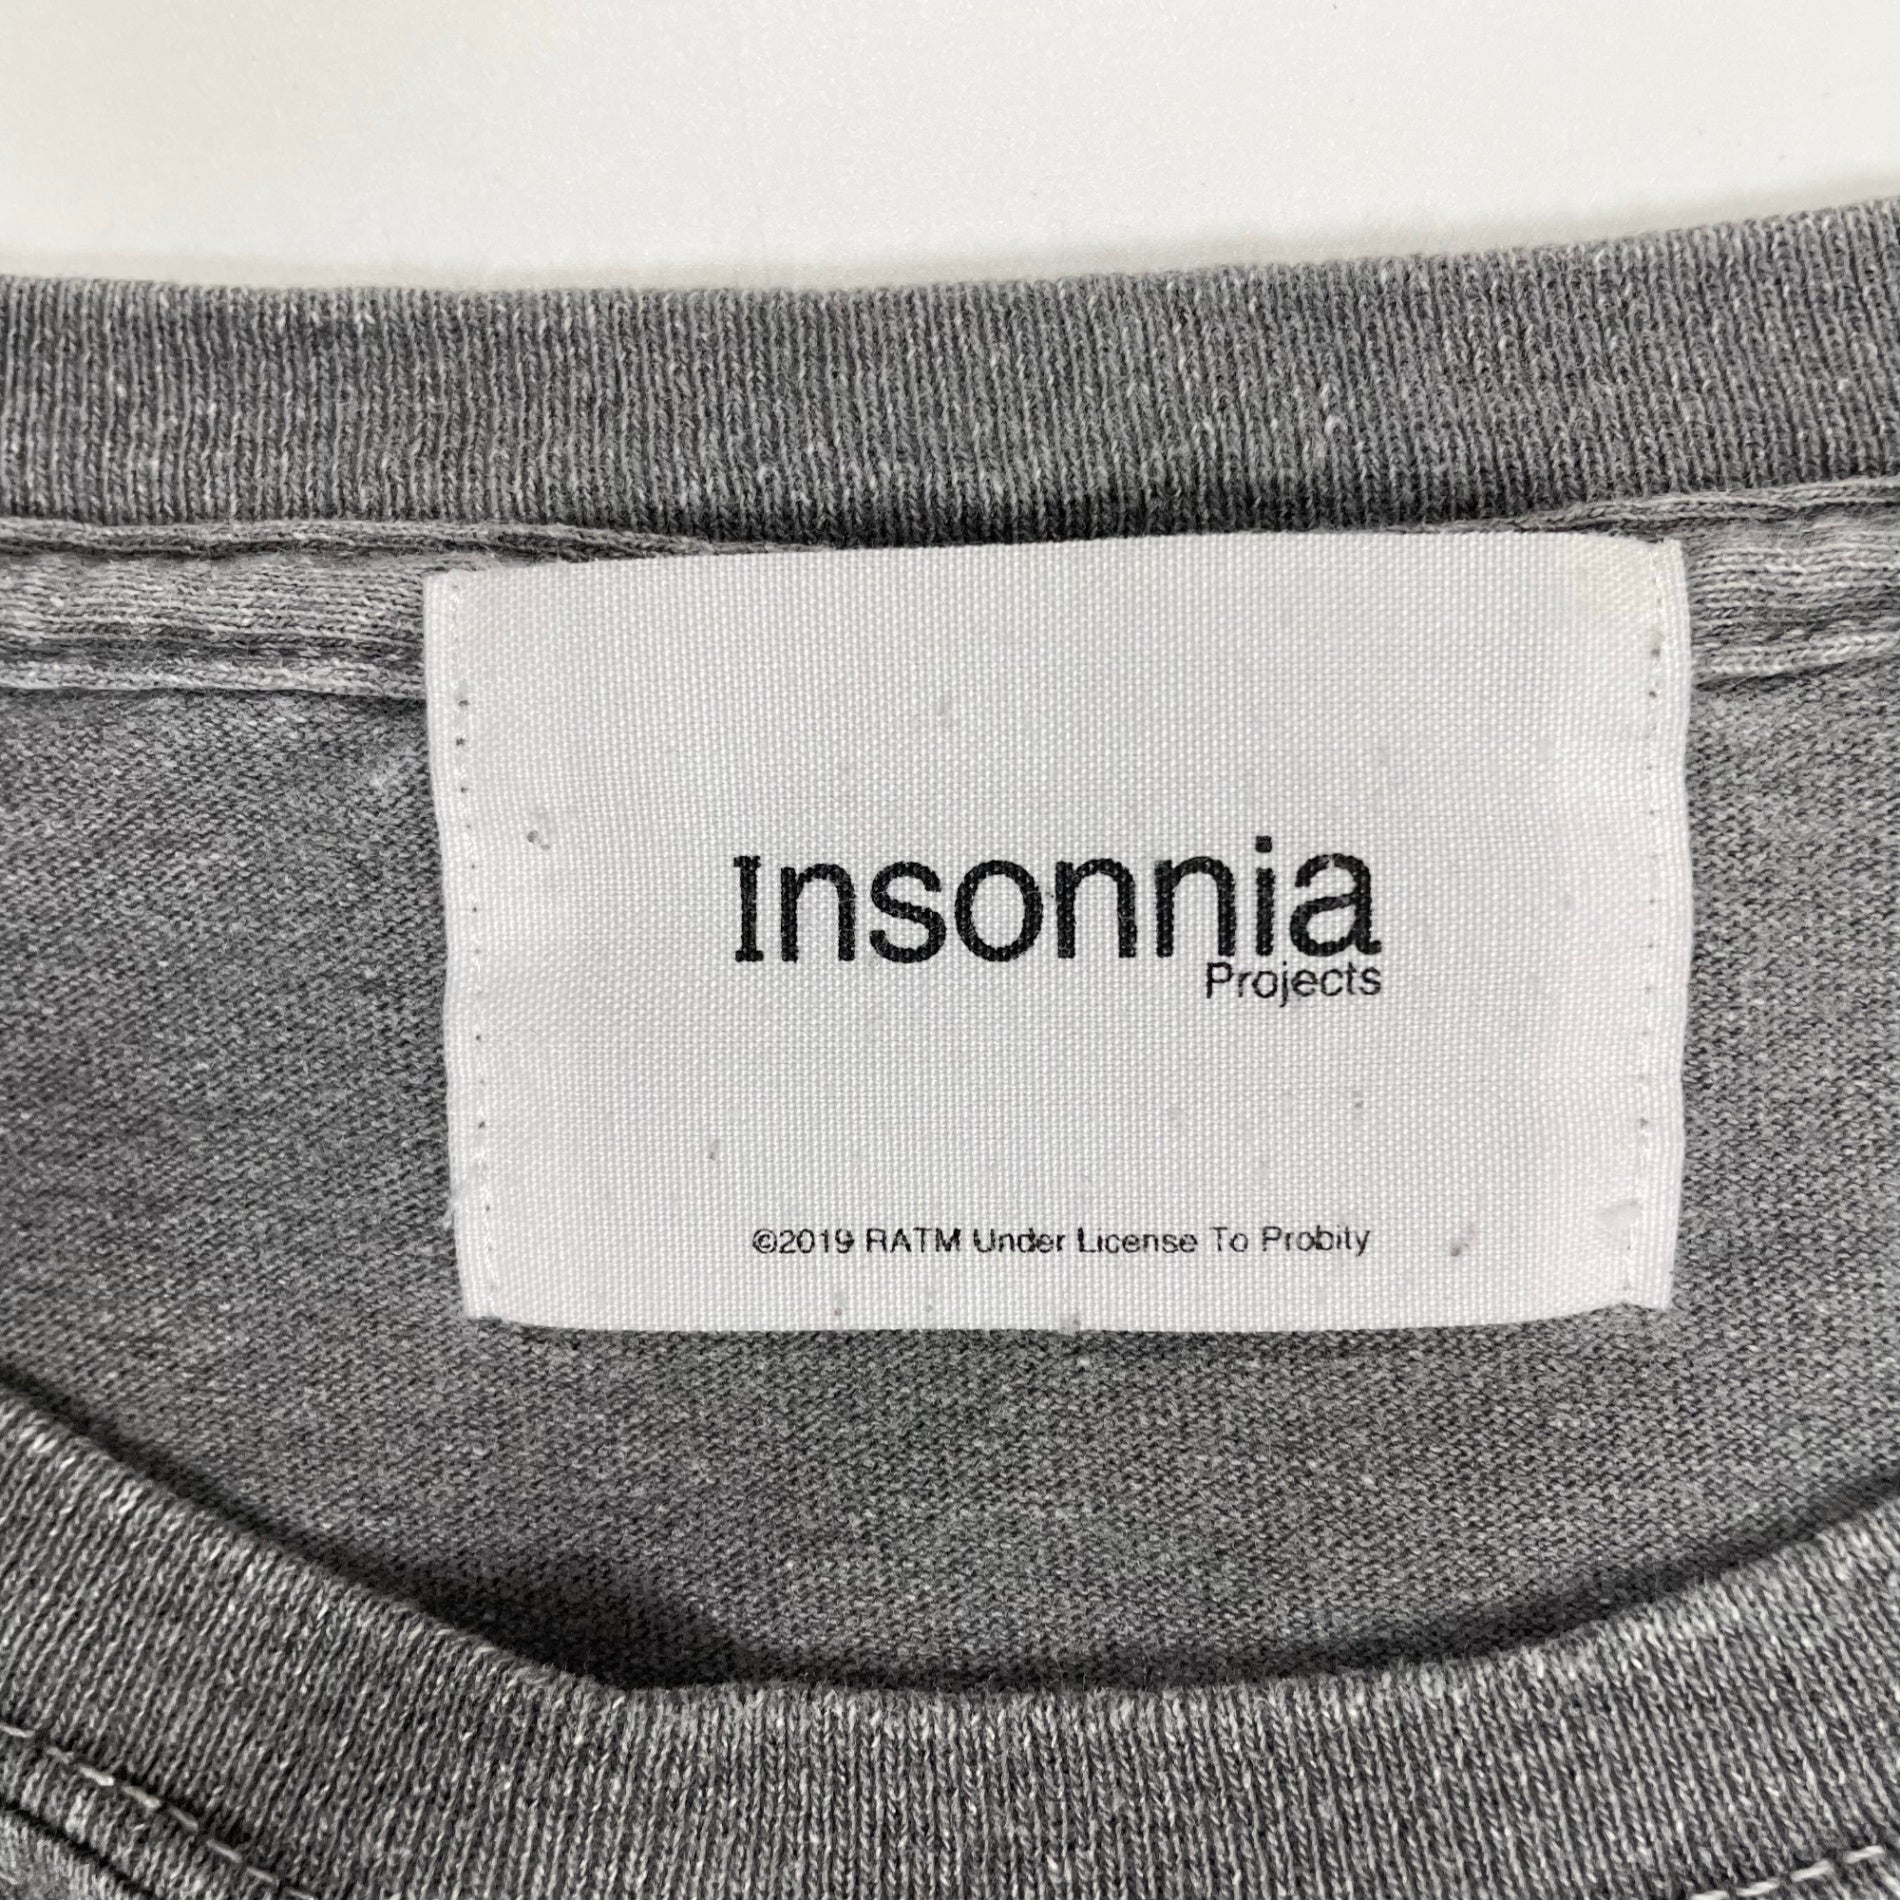 Insonnia
Projects
©2019 RATM Under License To Probity